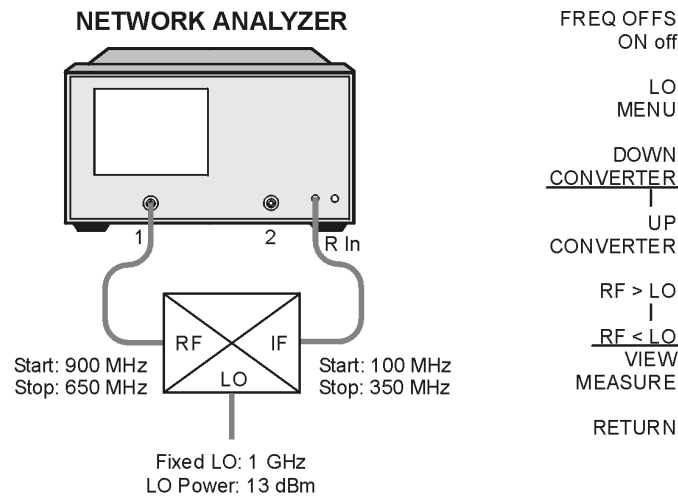 NETWORK ANALYZER
1
2
R In
RF
IF
LO
Start: 900 MHz
Stop: 650 MHz
Start: 100 MHz
Stop: 350 MHz
Fixed LO: 1 GHz
LO Power: 13 dBm
FREQ OFFS
ON off
LO
MENU
DOWN
CONVERTER
UP
CONVERTER
RF > LO
RF < LO
VIEW
MEASURE
RETURN